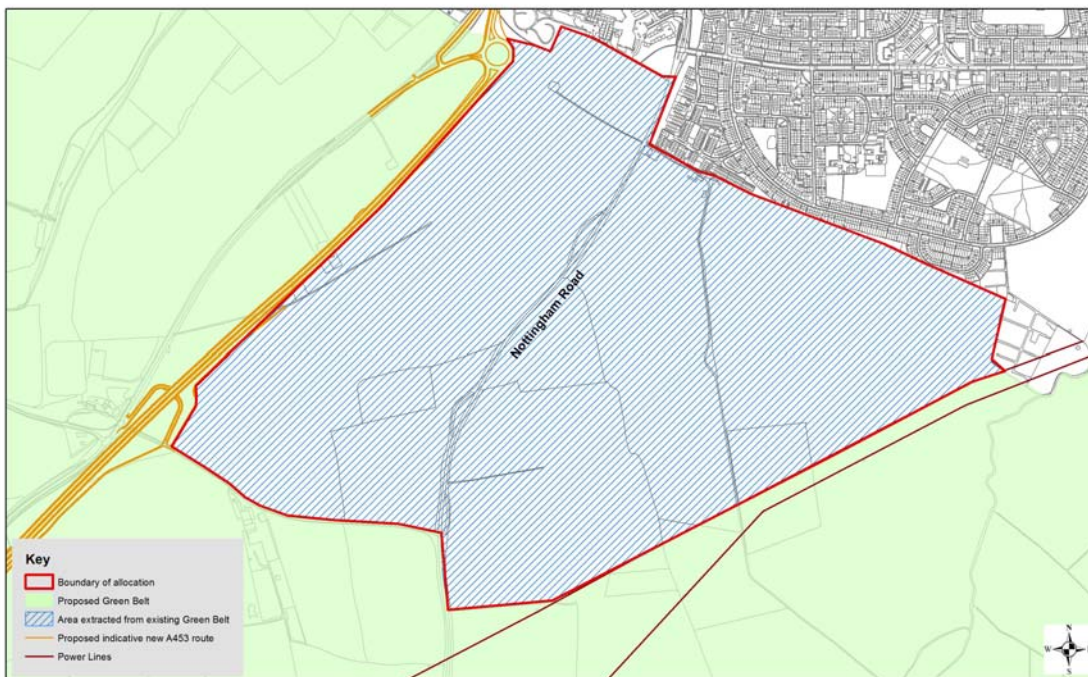 Nottingham Road
Key
Boundary of allocation
Proposed Green Belt
Area extracted from existing Green Belt
Proposed indicative new A453 route
Power Lines
N
W
S